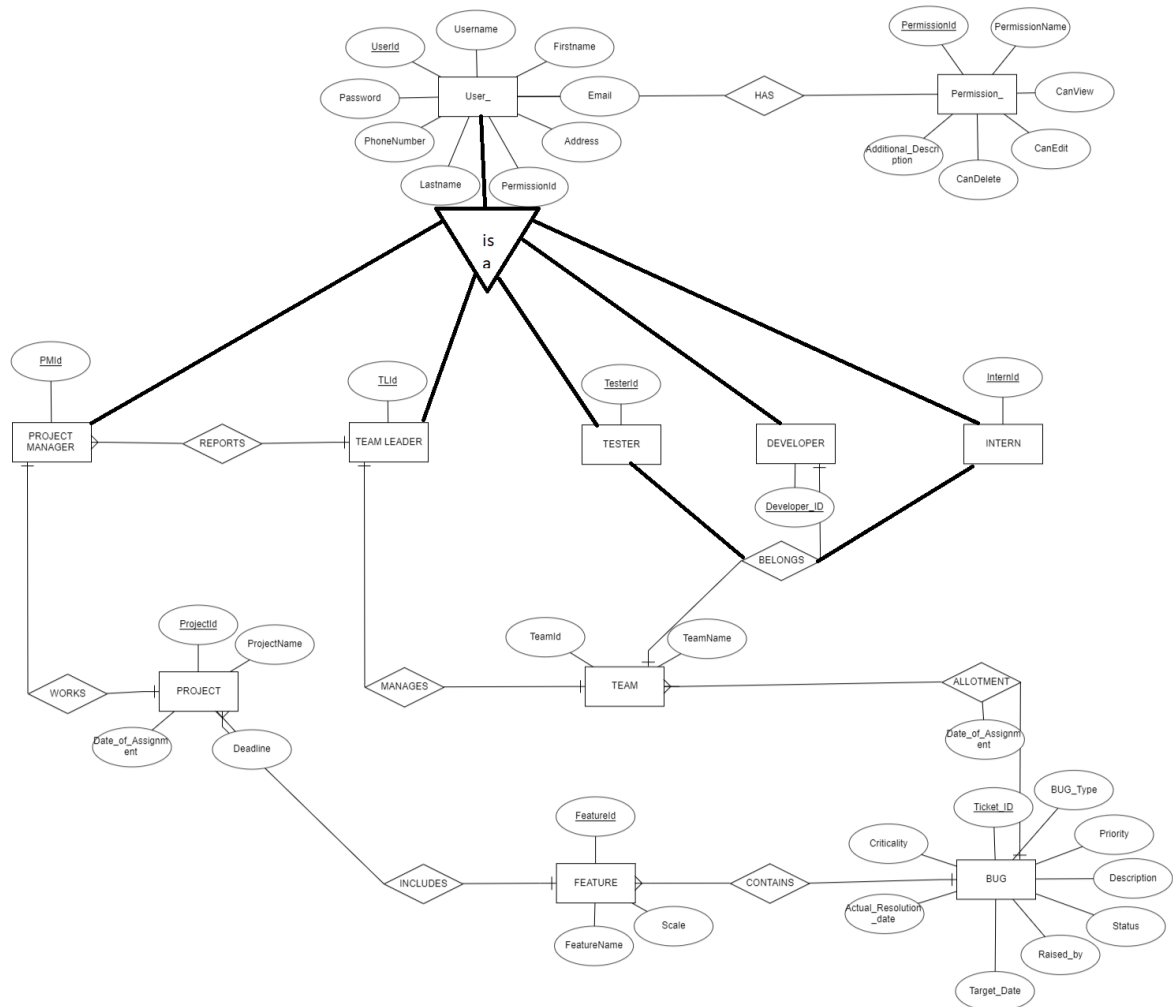 Username
PermissionId
PermissionName
UserId
Firstname
Password
User_
Email
HAS
Permission_
CanView
PhoneNumber
Address
Additional_Descri
ption
CanEdit
Lastname
PermissionId
CanDelete
is
a
PMId
TLId
TesterId
InternId
PROJECT
MANAGER
REPORTS
TEAM LEADER
TESTER
DEVELOPER
INTERN
Developer_ID
BELONGS
ProjectId
ProjectName
TeamId
TeamName
WORKS
PROJECT
MANAGES
TEAM
ALLOTMENT
Date_of_Assignm
ent
Deadline
Date_of_Assignm
ent
BUG_Type
FeatureId
Ticket_ID
Criticality
Priority
INCLUDES
FEATURE
CONTAINS
BUG
Description
Actual_Resolution
_date
Scale
Status
FeatureName
Raised_by
Target_Date